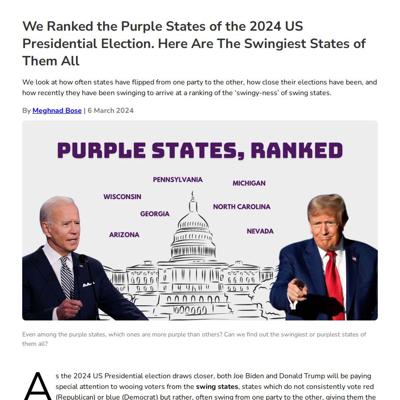 We Ranked the Purple States of the 2024 US
Presidential Election. Here Are The Swingiest States of
Them All
We look at how often states have flipped from one party to the other, how close their elections have been, and
how recently they have been swinging to arrive at a ranking of the ‘swingy-ness’ of swing states.
By Meghnad Bose | 6 March 2024
PURPLE STATES, RANKED
PENNSYLVANIA
MICHIGAN
WISCONSIN
NORTH CAROLINA
GEORGIA
ARIZONA
NEVADA
Even among the purple states, which ones are more purple than others? Can we find out the swingiest or purplest states of
them all?
As the 2024 US Presidential election draws closer, both Joe Biden and Donald Trump will be paying
special attention to wooing voters from the swing states, states which do not consistently vote red
(Republican) or blue (Democrat) but rather, often swing from one party to the other, giving them the